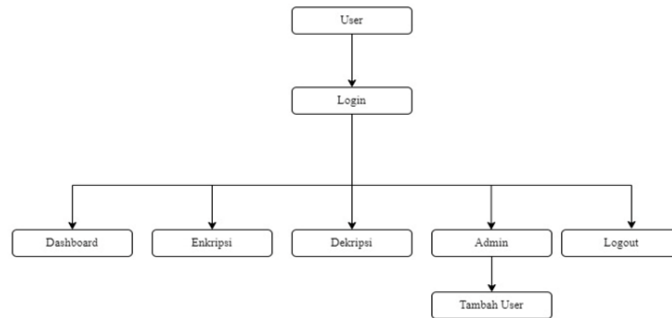 User
Login
Dashboard
Enkripsi
Dekripsi
Admin
Logout
Tambah User